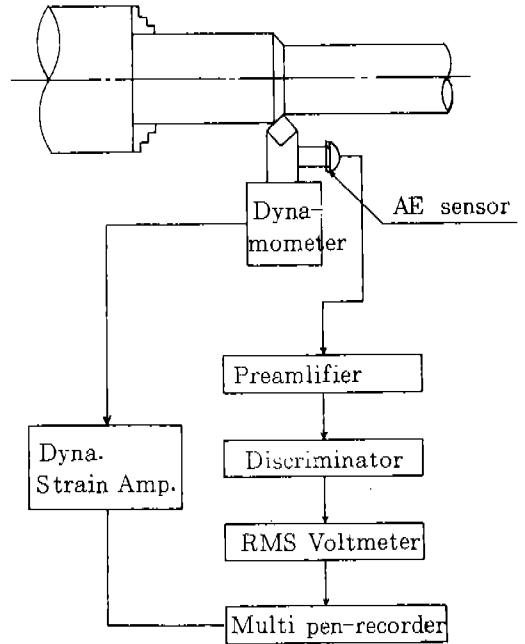 Dyna-
mometer
AE sensor
Preamlifier
Dyna.
Strain Amp.
Discriminator
RMS Voltmeter
Multi pen-recorder